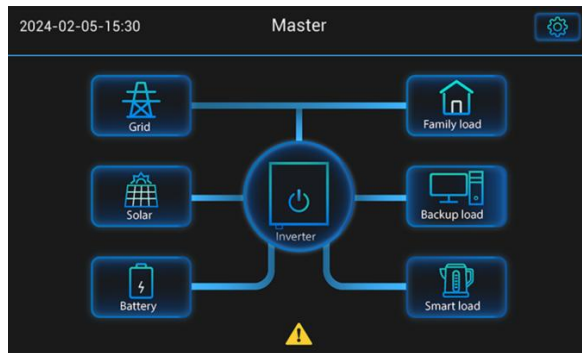 2024-02-05-15:30
Master
Grid
Family load
Solar
Inverter
Backup load
Battery
Smart load